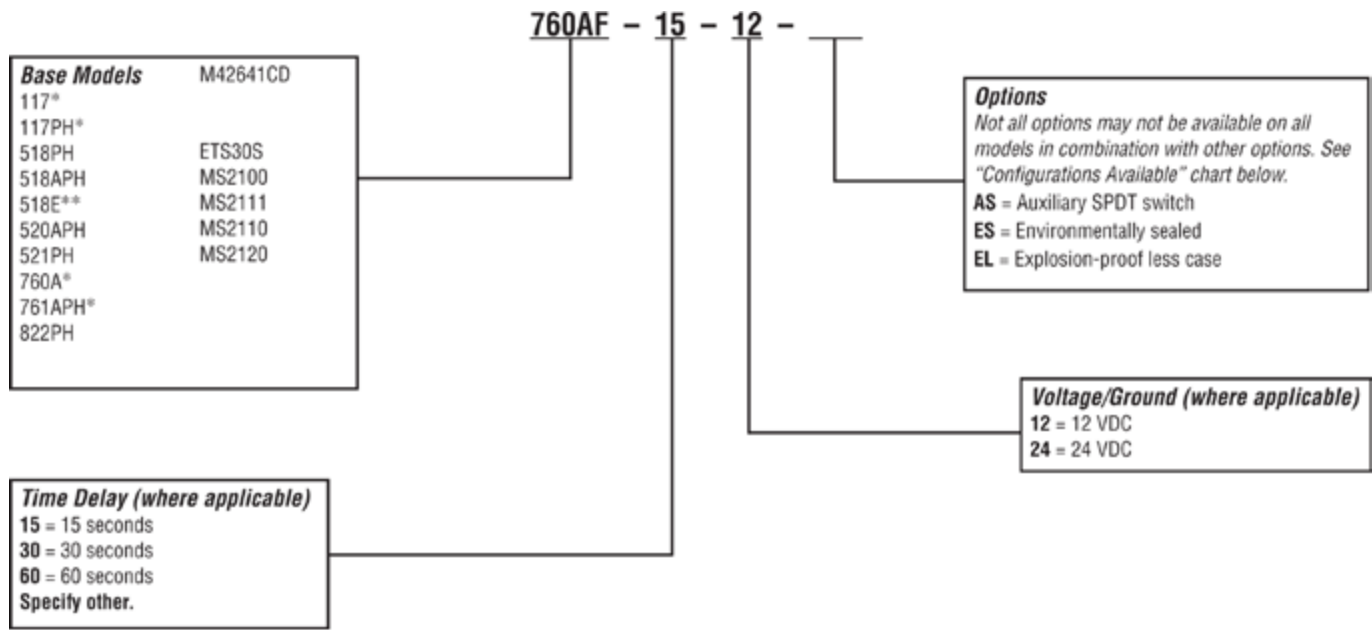 760AF – 15 – 12 –
Base Models M42641CD
117*
117PH*
518PH ETS30S
518APH MS2100
518E** MS2111
520APH MS2110
521PH MS2120
760A*
761APH*
822PH
Options
Not all options may not be available on all
models in combination with other options. See
“Configurations Available” chart below.
AS = Auxiliary SPDT switch
ES = Environmentally sealed
EL = Explosion-proof less case
Voltage/Ground (where applicable)
12 = 12 VDC
24 = 24 VDC
Time Delay (where applicable)
15 = 15 seconds
30 = 30 seconds
60 = 60 seconds
Specify other.